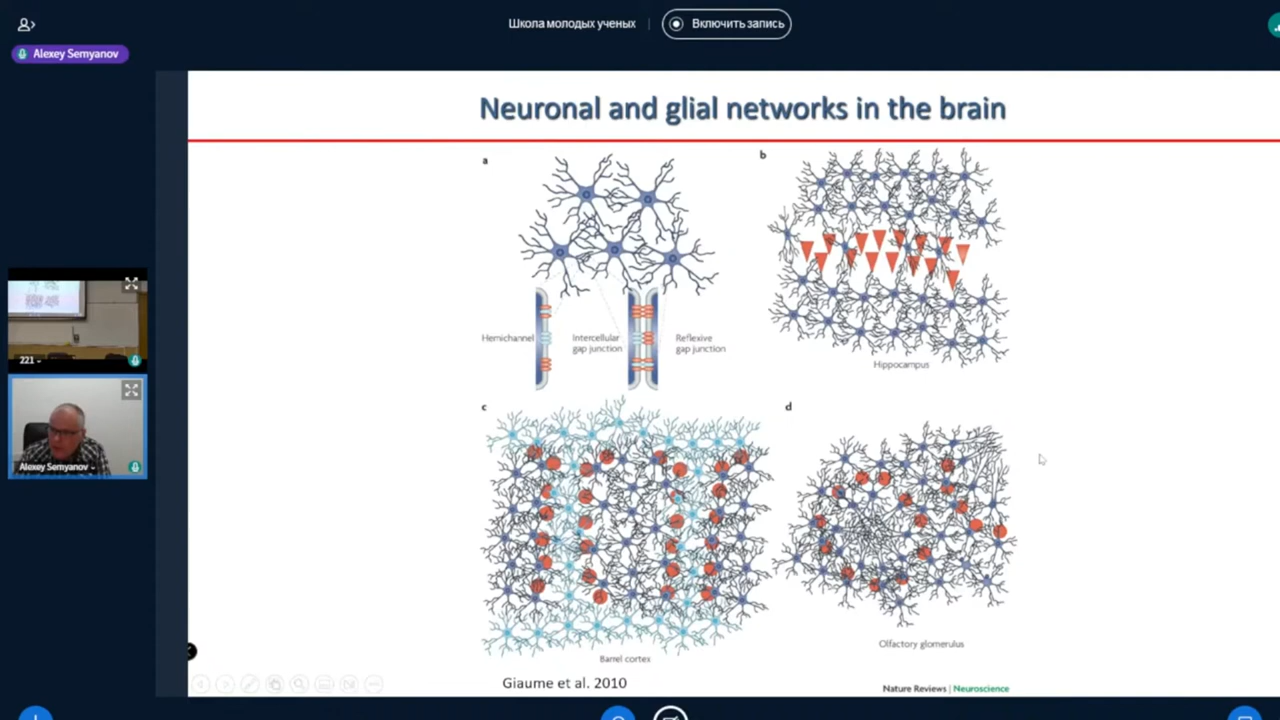 Школа молодых ученых
Включить запись
Alexey Semyanov
Neuronal and glial networks in the brain
a
b
Hemichannel
Intercellular
gap junction
Reflexive
gap junction
Hippocampus
221
Alexey Semyanov
c
d
Barrel cortex
Olfactory glomerulus
Giaume et al. 2010
Nature Reviews | Neuroscience